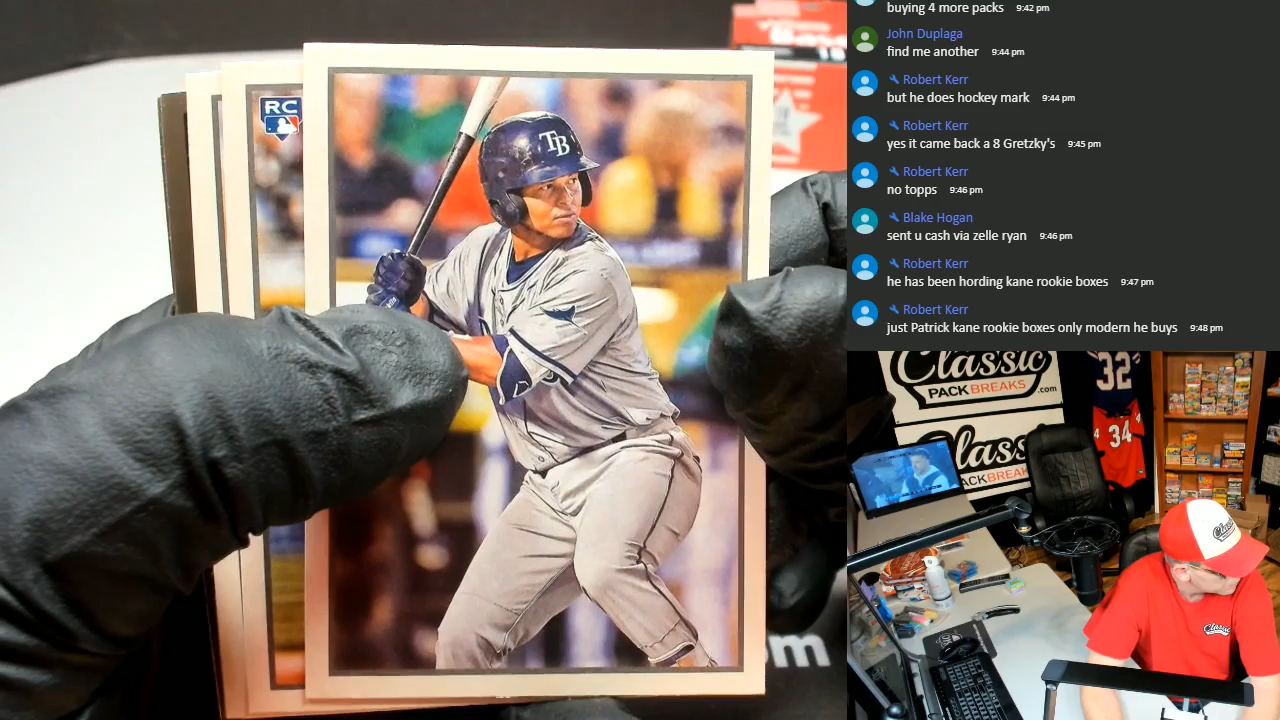 buying 4 more packs 9:42 pm
John Duplaga
find me another 9:44 pm
Robert Kerr
but he does hockey mark 9:44 pm
Robert Kerr
yes it came back a 8 Gretzky's 9:45 pm
Robert Kerr
no topps 9:46 pm
Blake Hogan
sent u cash via zelle ryan 9:46 pm
Robert Kerr
he has been hording kane rookie boxes 9:47 pm
Robert Kerr
just Patrick kane rookie boxes only modern he buys 9:48 pm
RC
TB
om
Classic
PACKBREAKS.com
Classic
ACKBREAK
32
34
Classic
Classic